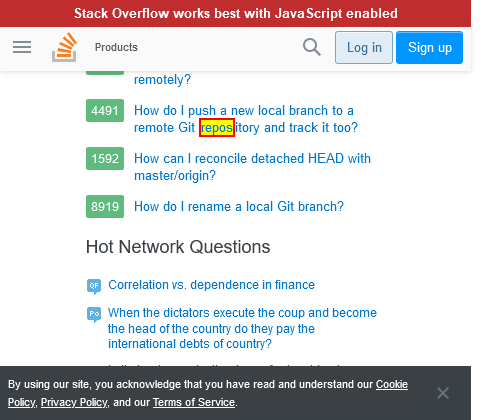 Stack Overflow works best with JavaScript enabled
Products
Log in
Sign up
remotely?
4491 How do I push a new local branch to a
remote Git repository and track it too?
1592 How can I reconcile detached HEAD with
master/origin?
8919 How do I rename a local Git branch?
Hot Network Questions
QF Correlation vs. dependence in finance
Po When the dictators execute the coup and become
the head of the country do they pay the
international debts of country?
By using our site, you acknowledge that you have read and understand our Cookie
Policy, Privacy Policy, and our Terms of Service.